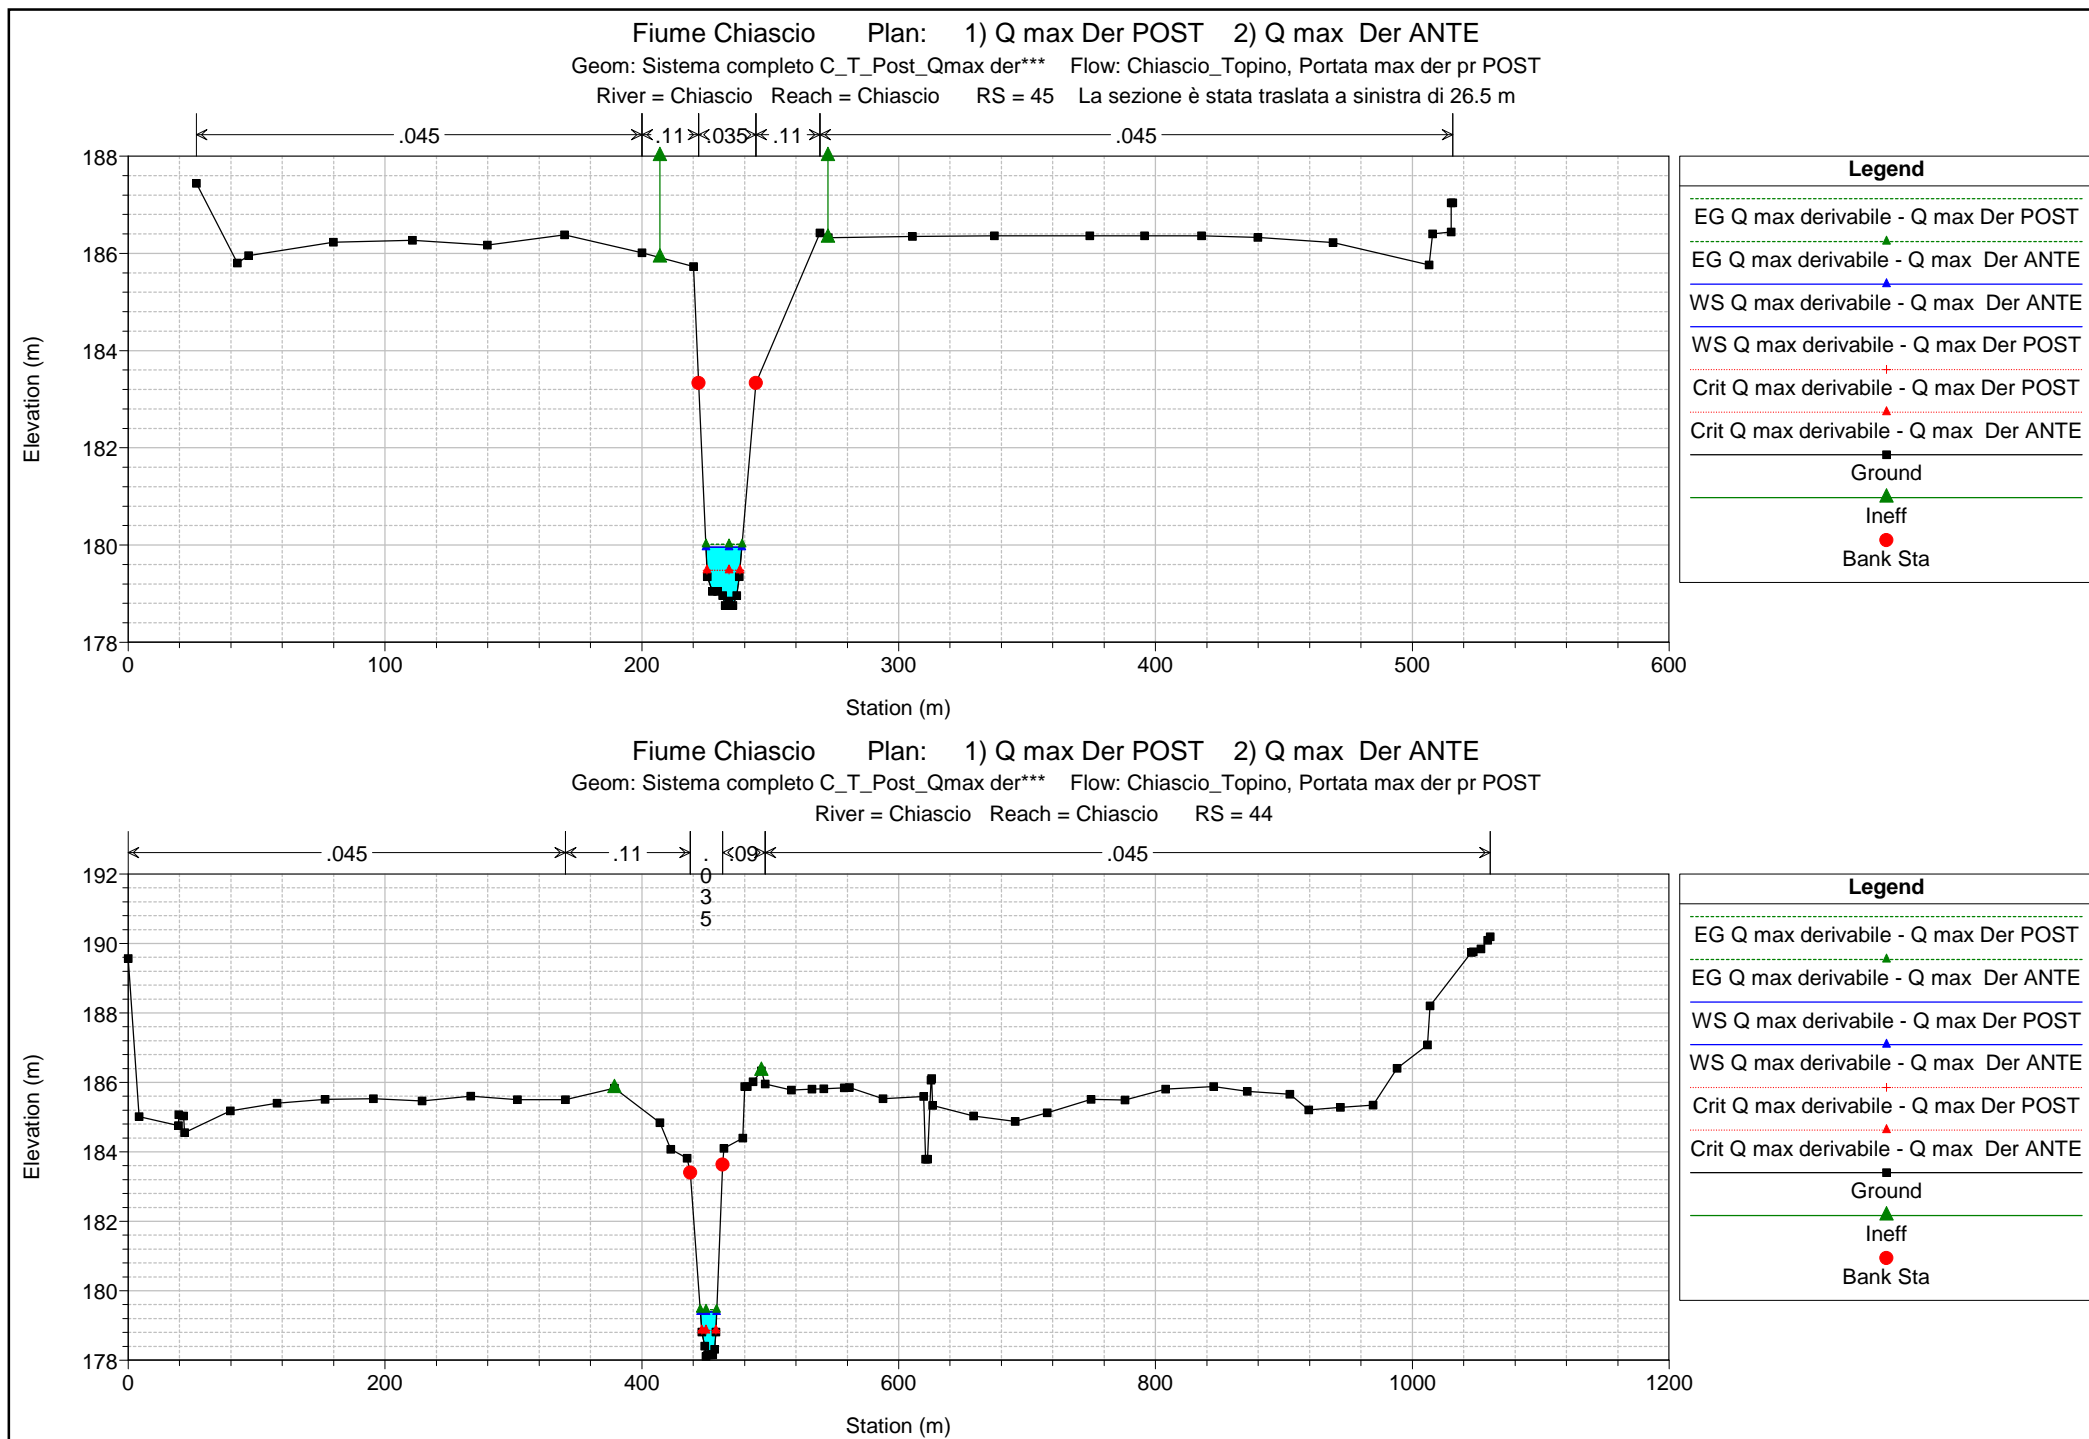 Fiume Chiascio Plan: 1) Q max Der POST 2) Q max Der ANTE
Geom: Sistema completo C_T_Post_Qmax der*** Flow: Chiascio_Topino, Portata max der pr POST
River = Chiascio Reach = Chiascio RS = 45 La sezione è stata traslata a sinistra di 26.5 m
.045 .11 .035 .11 .045
188
186
184
182
180
178
0 100 200 300 400 500 600
Elevation (m)
Station (m)
Legend
EG Q max derivabile - Q max Der POST
EG Q max derivabile - Q max Der ANTE
WS Q max derivabile - Q max Der ANTE
WS Q max derivabile - Q max Der POST
Crit Q max derivabile - Q max Der POST
Crit Q max derivabile - Q max Der ANTE
Ground
Ineff
Bank Sta
Fiume Chiascio Plan: 1) Q max Der POST 2) Q max Der ANTE
Geom: Sistema completo C_T_Post_Qmax der*** Flow: Chiascio_Topino, Portata max der pr POST
River = Chiascio Reach = Chiascio RS = 44
.045 .11 .035 .09 .045
192
190
188
186
184
182
180
178
0 200 400 600 800 1000 1200
Elevation (m)
Station (m)
Legend
EG Q max derivabile - Q max Der POST
EG Q max derivabile - Q max Der ANTE
WS Q max derivabile - Q max Der POST
WS Q max derivabile - Q max Der ANTE
Crit Q max derivabile - Q max Der POST
Crit Q max derivabile - Q max Der ANTE
Ground
Ineff
Bank Sta